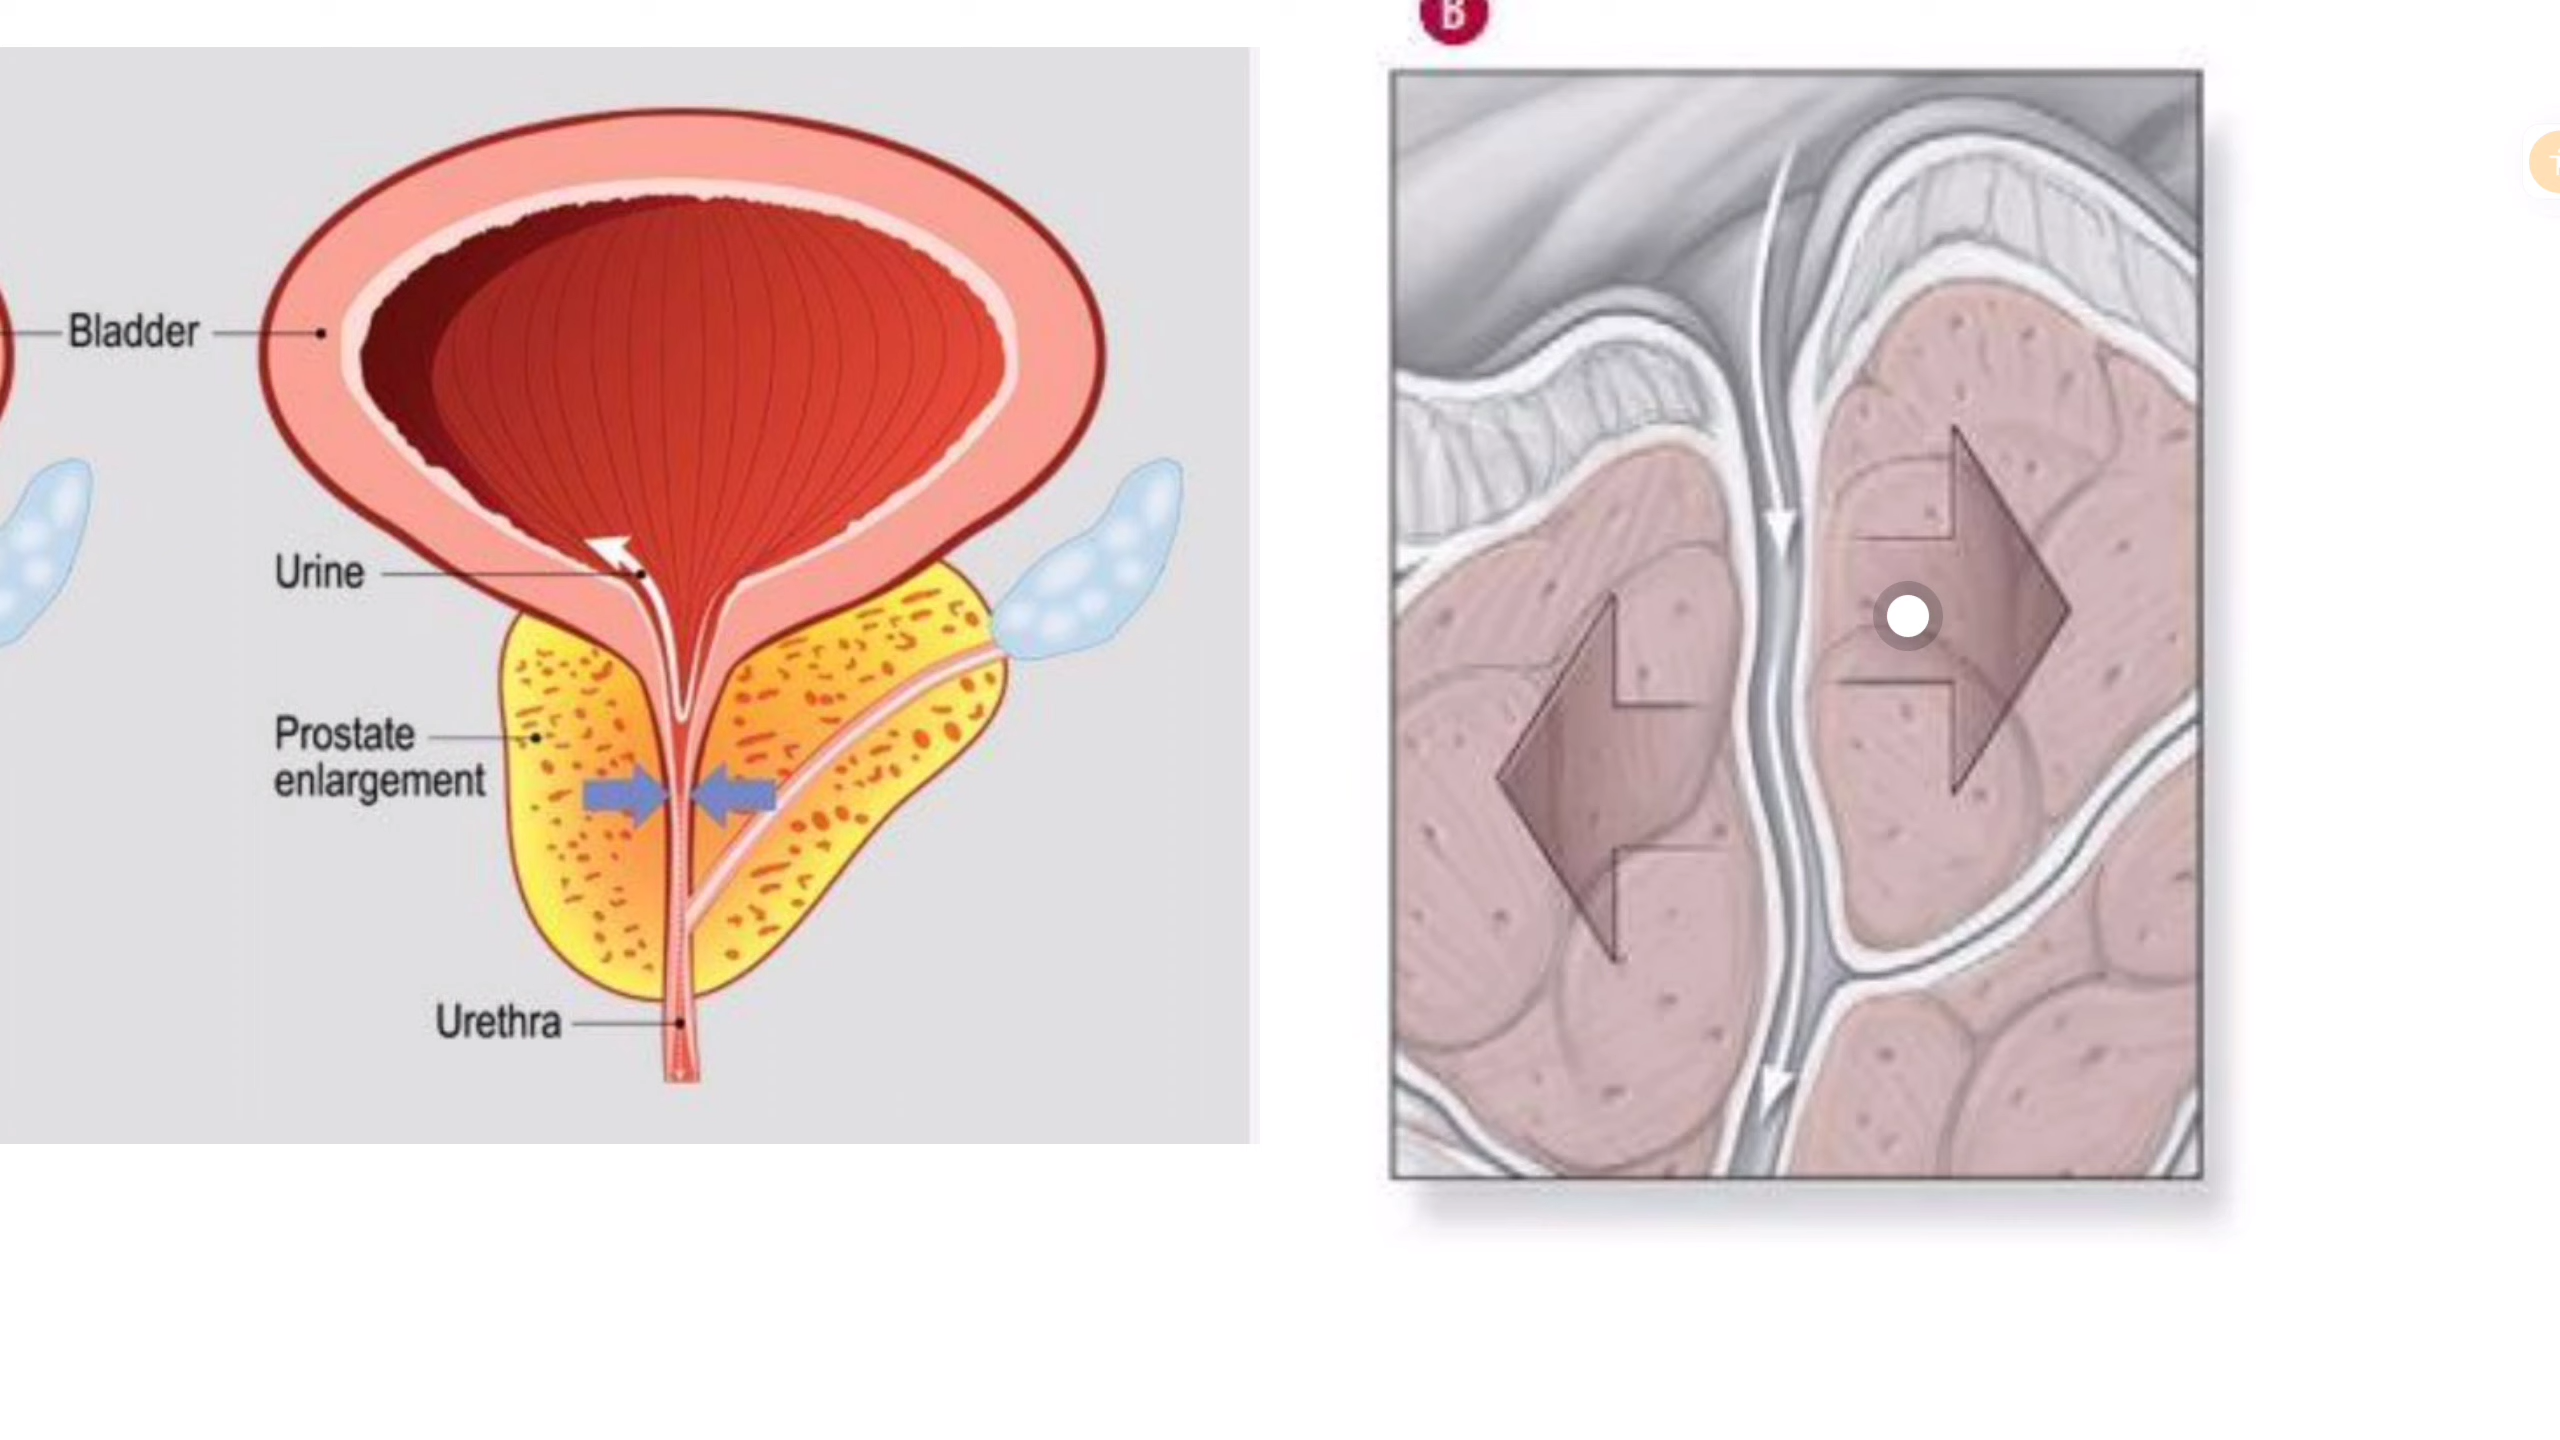 B
Bladder
Urine
Prostate
enlargement
Urethra